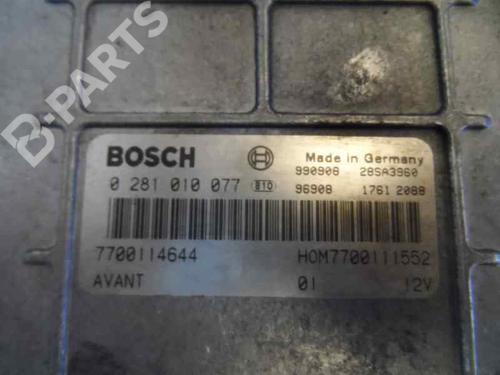 B-PARTS
BOSCH Made in Germany
990908 28SA3960
0 281 010 077 B10 96908 1761 2088
7700114644 HOM7700111552
AVANT 01 12V